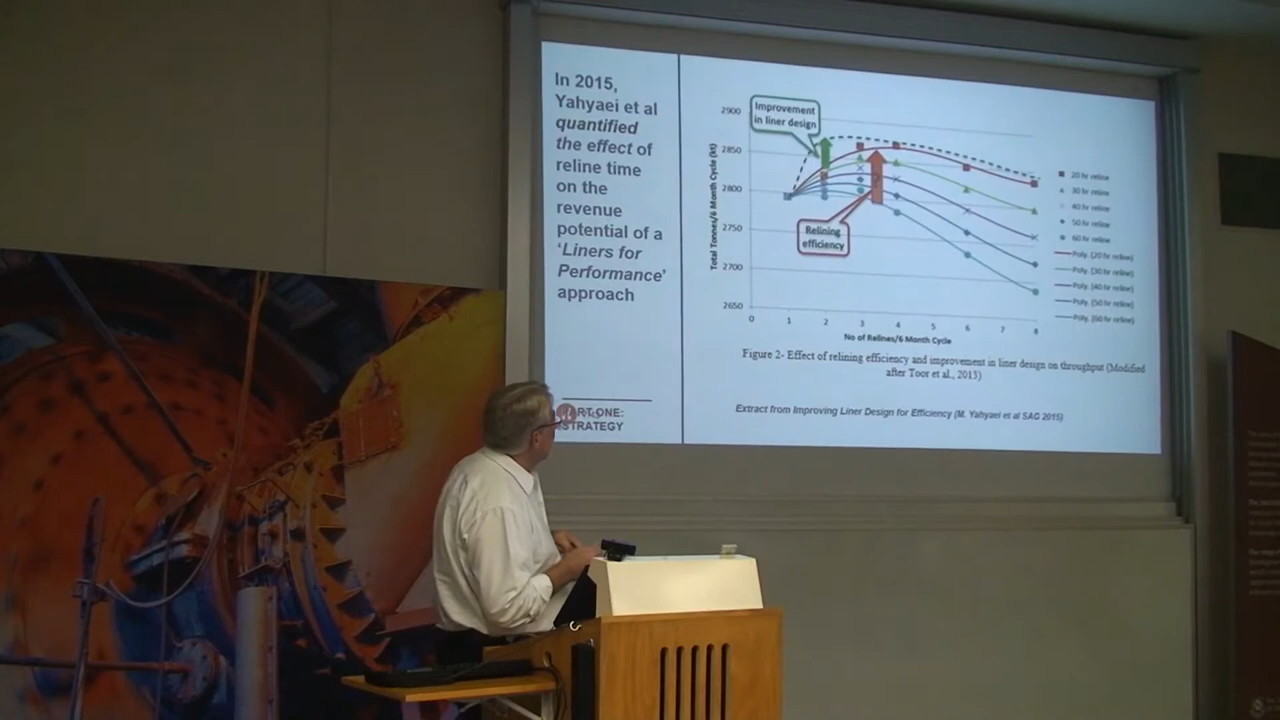 In 2015,
Yahyaei et al
quantified
the effect of
reline time
on the
revenue
potential of a
‘Liners for
Performance’
approach
PART ONE:
STRATEGY
Improvement
in liner design
Relining
efficiency
Total Tonnes/6 Month Cycle (kt)
2900
2850
2800
2750
2700
2650
0 1 2 3 4 5 6 7 8
No of Relines/6 Month Cycle
20 hr reline
30 hr reline
40 hr reline
50 hr reline
60 hr reline
Poly. (20 hr reline)
Poly. (30 hr reline)
Poly. (40 hr reline)
Poly. (50 hr reline)
Poly. (60 hr reline)
Figure 2- Effect of relining efficiency and improvement in liner design on throughput (Modified
after Toor et al., 2013)
Extract from Improving Liner Design for Efficiency (M. Yahyaei et al SAG 2015)